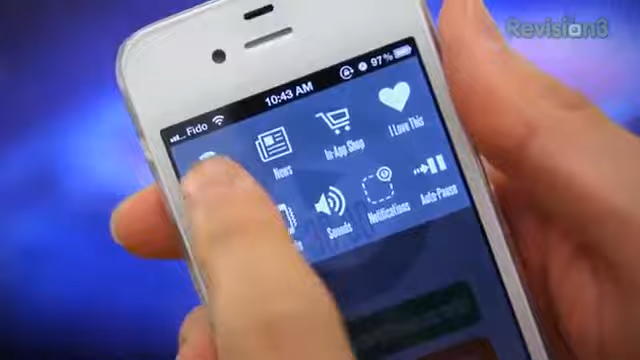 Revision3
Fido
10:43 AM
97%
News
In-App Shop
I Love This
Sounds
Notifications
Auto-Pause